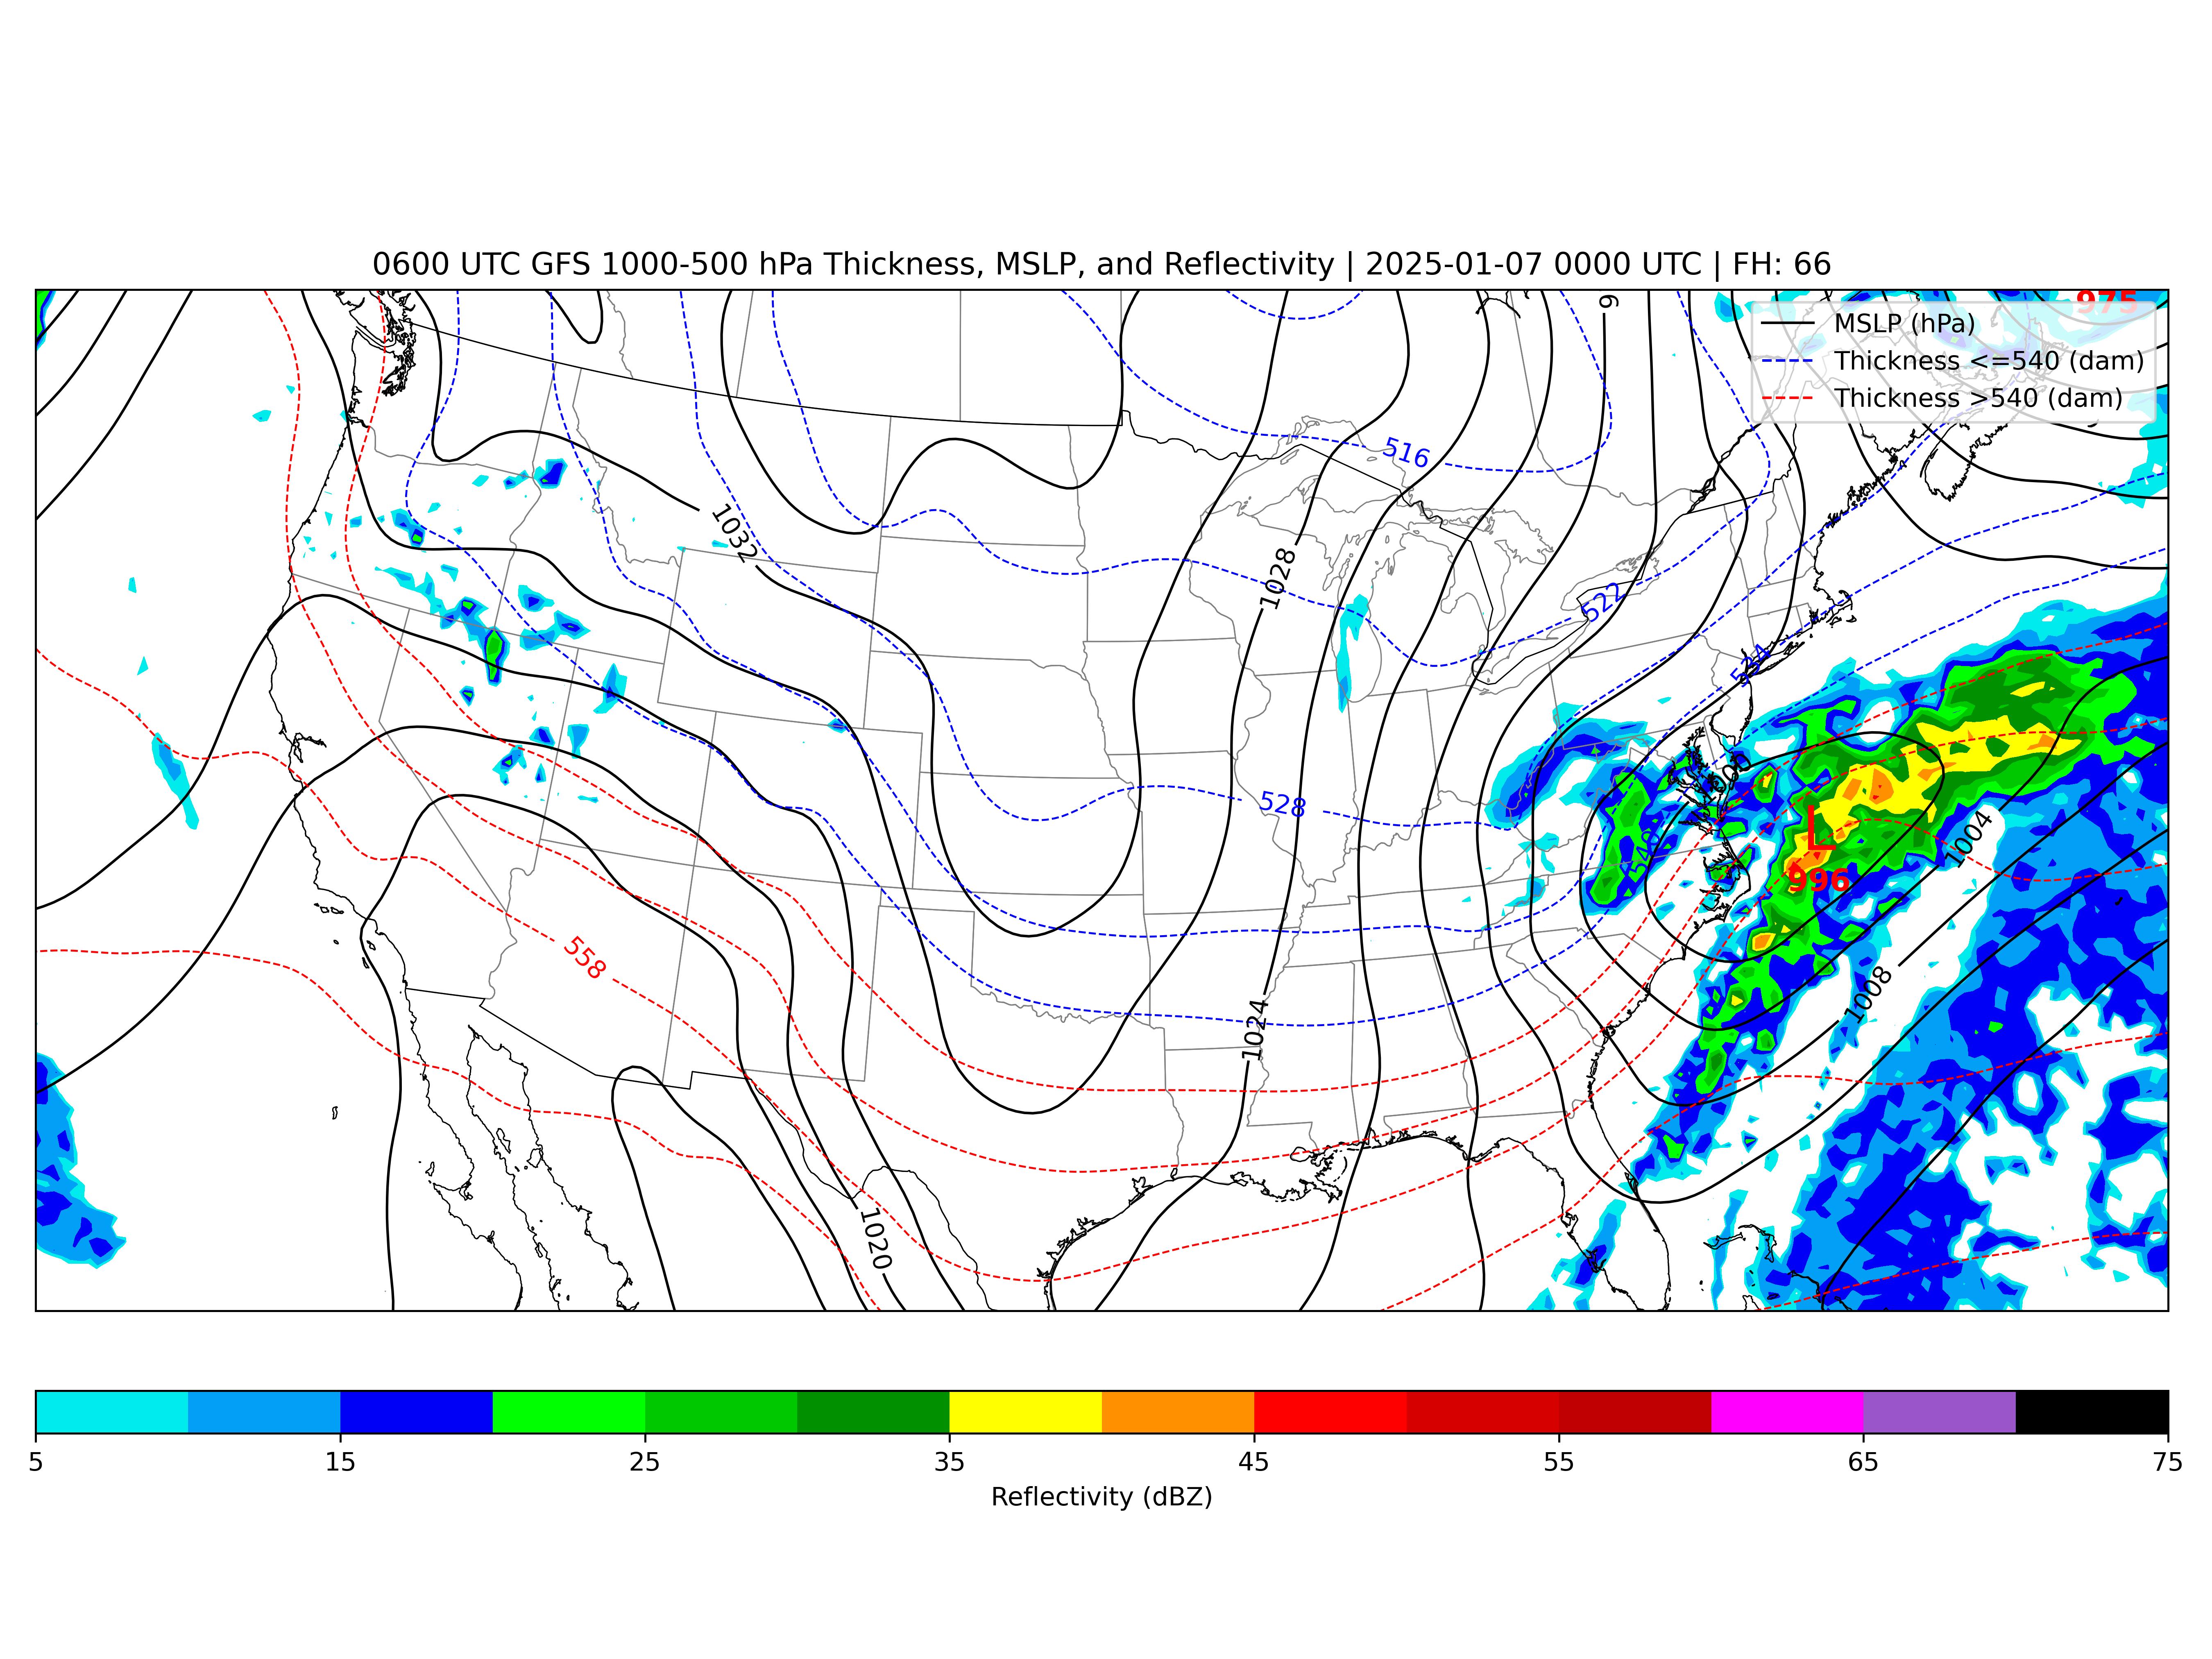 0600 UTC GFS 1000-500 hPa Thickness, MSLP, and Reflectivity | 2025-01-07 0000 UTC | FH: 66
975
MSLP (hPa)
Thickness <=540 (dam)
Thickness >540 (dam)
516
1032
1028
522
534
528
1000
540
L
996
1004
558
1008
1024
1020
5 15 25 35 45 55 65 75
Reflectivity (dBZ)